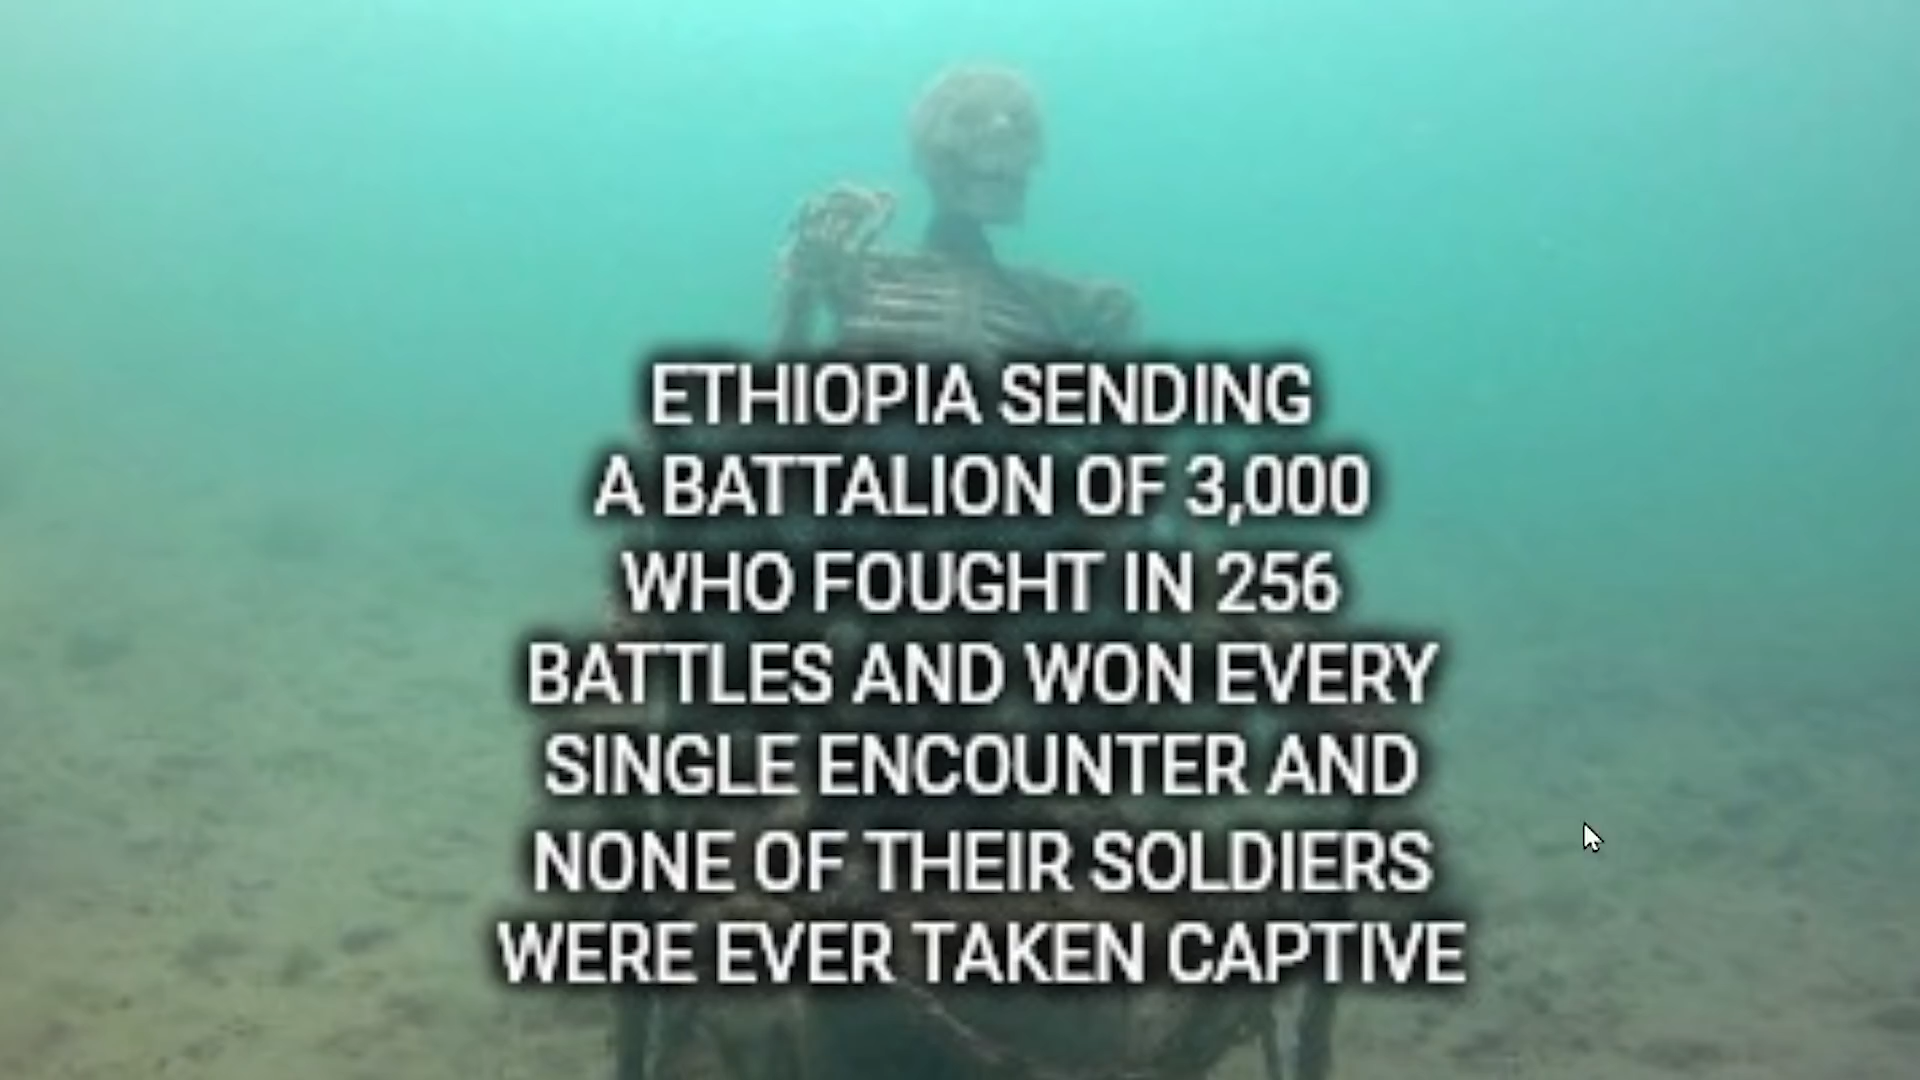 ETHIOPIA SENDING
A BATTALION OF 3,000
WHO FOUGHT IN 256
BATTLES AND WON EVERY
SINGLE ENCOUNTER AND
NONE OF THEIR SOLDIERS
WERE EVER TAKEN CAPTIVE